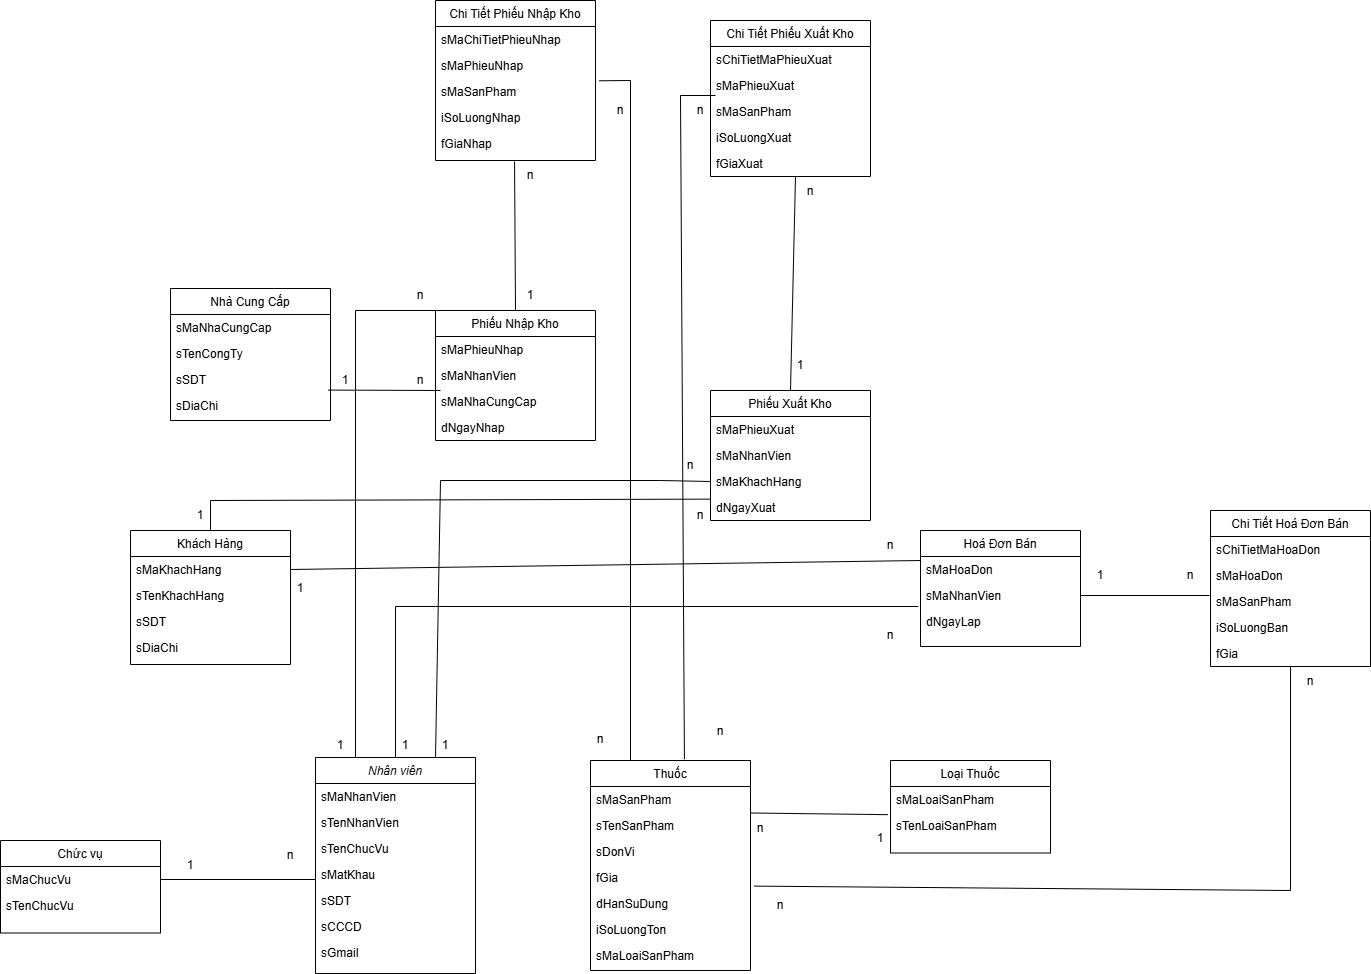 Chi Tiết Phiếu Nhập Kho
sMaChiTietPhieuNhap
sMaPhieuNhap
sMaSanPham
iSoLuongNhap
fGiaNhap
n
n
Chi Tiết Phiếu Xuất Kho
sChiTietMaPhieuXuat
sMaPhieuXuat
sMaSanPham
iSoLuongXuat
fGiaXuat
n
n
Nhà Cung Cấp
sMaNhaCungCap
sTenCongTy
sSDT
sDiaChi
1
n
n
1
Phiếu Nhập Kho
sMaPhieuNhap
sMaNhanVien
sMaNhaCungCap
dNgayNhap
1
Phiếu Xuất Kho
sMaPhieuXuat
sMaNhanVien
sMaKhachHang
dNgayXuat
n
n
1
Khách Hàng
sMaKhachHang
sTenKhachHang
sSDT
sDiaChi
1
n
n
Hoá Đơn Bán
sMaHoaDon
sMaNhanVien
dNgayLap
1
n
Chi Tiết Hoá Đơn Bán
sChiTietMaHoaDon
sMaHoaDon
sMaSanPham
iSoLuongBan
fGia
n
1
1
1
Nhân viên
sMaNhanVien
sTenNhanVien
sTenChucVu
sMatKhau
sSDT
sCCCD
sGmail
n
n
Thuốc
sMaSanPham
sTenSanPham
sDonVi
fGia
dHanSuDung
iSoLuongTon
sMaLoaiSanPham
n
1
n
Loại Thuốc
sMaLoaiSanPham
sTenLoaiSanPham
Chức vụ
sMaChucVu
sTenChucVu
1
n